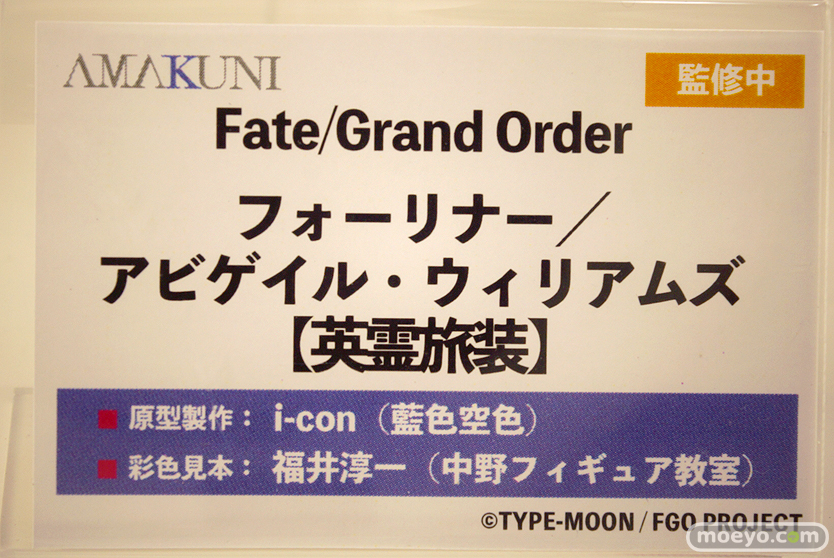 AMAKUNI
監修中
Fate/Grand Order
フォーリナー／
アビゲイル・ウィリアムズ
【英霊旅装】
■ 原型製作： i-con（藍色空色）
■ 彩色見本： 福井淳一（中野フィギュア教室）
©TYPE-MOON / FGO PROJECT
moeyo.com